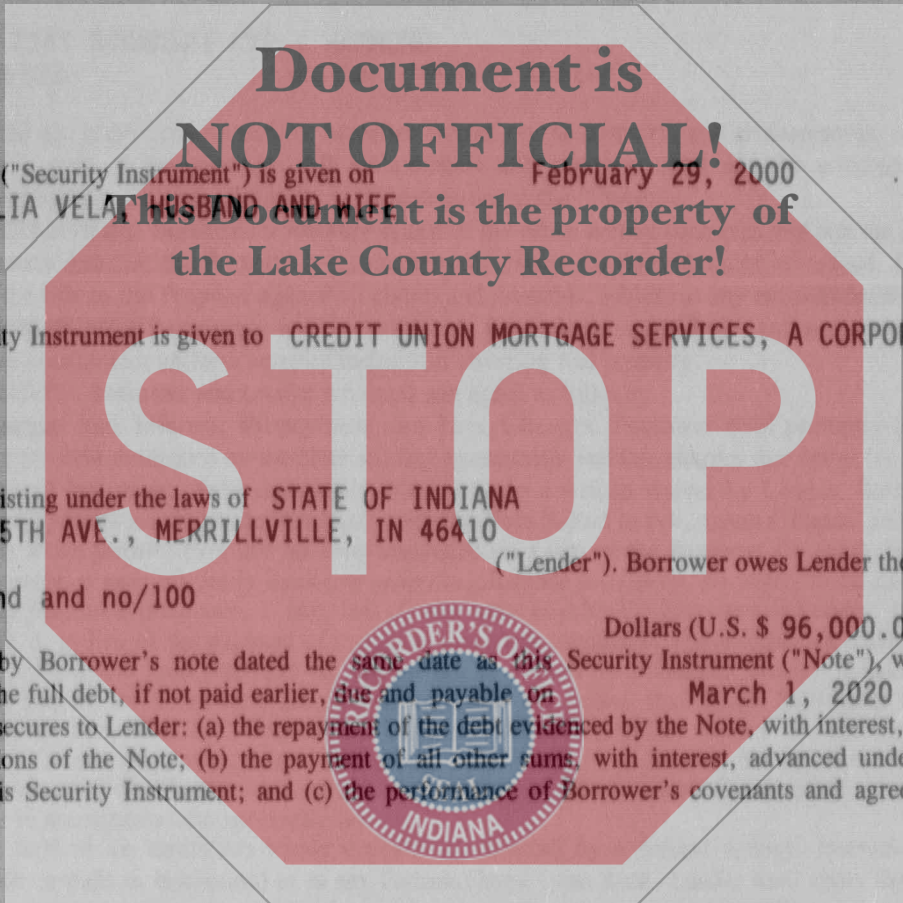 Document is
NOT OFFICIAL!
("Security Instrument") is given on February 29, 2000
LIA VELA, HUSBAND AND WIFE
This Document is the property of
the Lake County Recorder!
ty Instrument is given to CREDIT UNION MORTGAGE SERVICES, A CORPOR
STOP
isting under the laws of STATE OF INDIANA
5TH AVE., MERRILLVILLE, IN 46410
("Lender"). Borrower owes Lender the
nd and no/100
Dollars (U.S. $ 96,000.0
by Borrower's note dated the same date as this Security Instrument ("Note"), w
he full debt, if not paid earlier, due and payable on March 1, 2020
secures to Lender: (a) the repayment of the debt evidenced by the Note, with interest,
ons of the Note; (b) the payment of all other sums, with interest, advanced unde
is Security Instrument; and (c) the performance of Borrower's covenants and agree
RECORDER'S OFFICE
SEAL
INDIANA